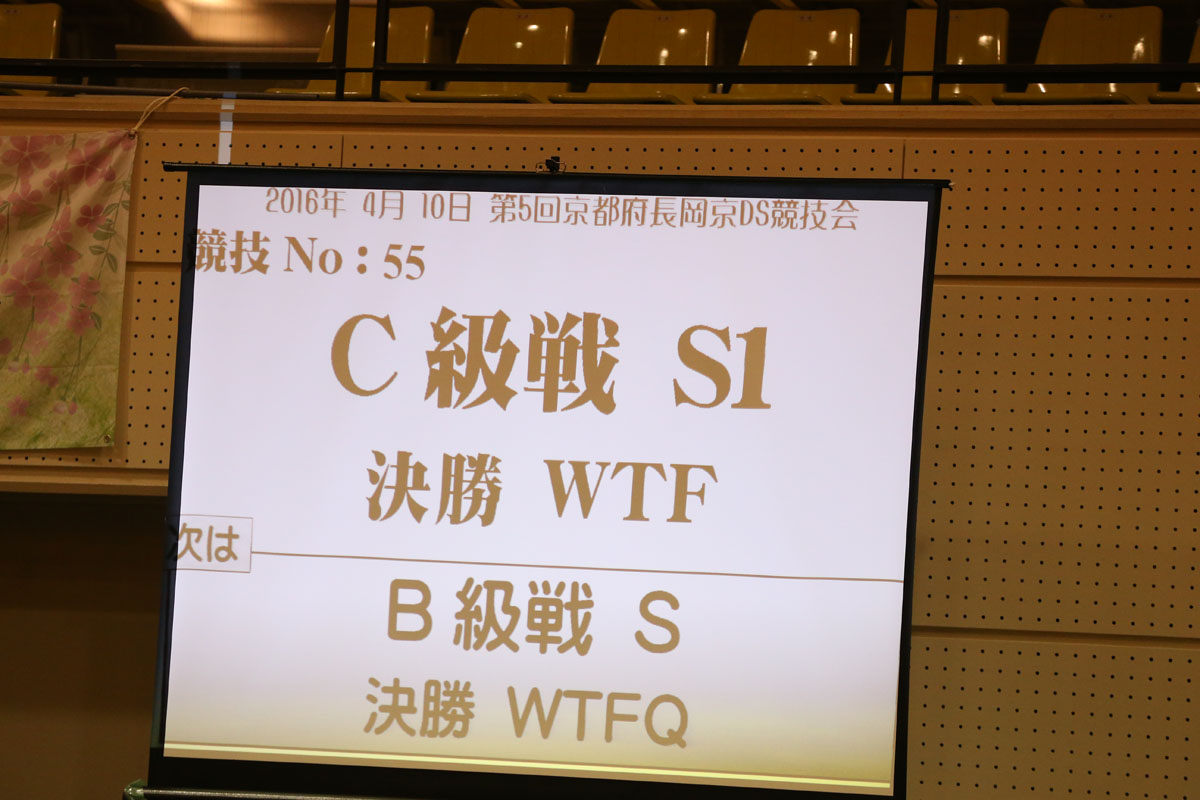 2016年 4月 10日 第5回京都府長岡京DS競技会
競技 No：55
C 級戦 S1
決勝 WTF
次は
B 級戦 S
決勝 WTFQ